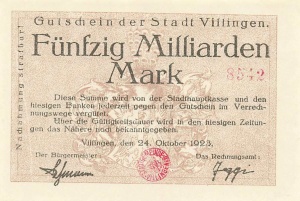 Gutschein der Stadt Villingen.
Fünfzig Milliarden
Mark
8542
Diese Summe wird von der Stadthauptkasse und den
hiesigen Banken jederzeit gegen den Gutschein im Verrech-
nungswege vergütet.
Über die Gültigkeitsdauer wird in den hiesigen Zeitun-
gen das Nähere noch bekanntgegeben.
Villingen, den 24. Oktober 1923.
Der Bürgermeister:
Das Rechnungsamt:
Nachahmung strafbar!